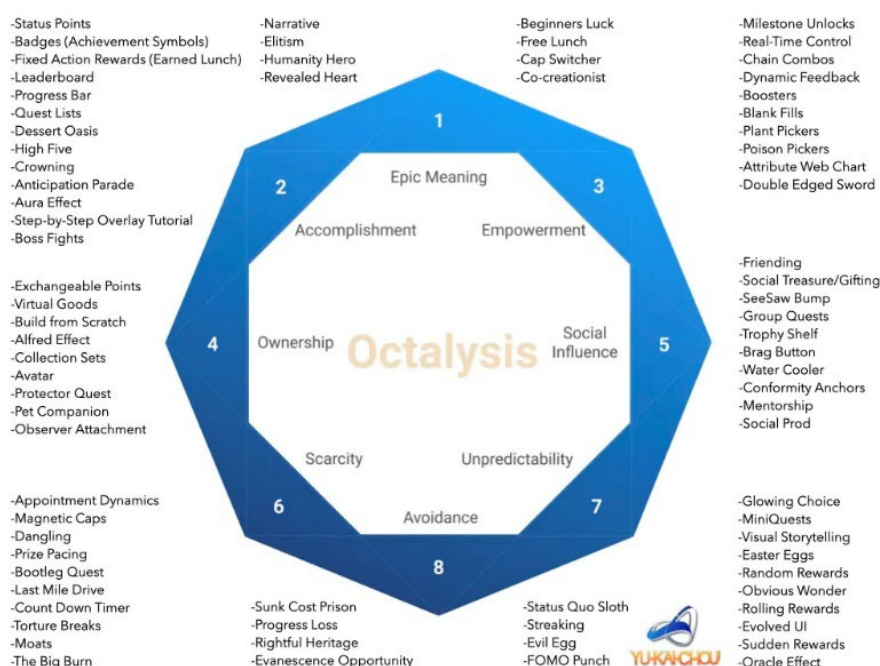 -Status Points
-Badges (Achievement Symbols)
-Fixed Action Rewards (Earned Lunch)
-Leaderboard
-Progress Bar
-Quest Lists
-Dessert Oasis
-High Five
-Crowning
-Anticipation Parade
-Aura Effect
-Step-by-Step Overlay Tutorial
-Boss Fights
-Narrative
-Elitism
-Humanity Hero
-Revealed Heart
-Beginners Luck
-Free Lunch
-Cap Switcher
-Co-creationist
-Milestone Unlocks
-Real-Time Control
-Chain Combos
-Dynamic Feedback
-Boosters
-Blank Fills
-Plant Pickers
-Poison Pickers
-Attribute Web Chart
-Double Edged Sword
1
Epic Meaning
2
Accomplishment
3
Empowerment
-Exchangeable Points
-Virtual Goods
-Build from Scratch
-Alfred Effect
-Collection Sets
-Avatar
-Protector Quest
-Pet Companion
-Observer Attachment
4
Ownership
Octalysis
Social
Influence
5
-Friending
-Social Treasure/Gifting
-SeeSaw Bump
-Group Quests
-Trophy Shelf
-Brag Button
-Water Cooler
-Conformity Anchors
-Mentorship
-Social Prod
Scarcity
6
Unpredictability
7
Avoidance
8
-Appointment Dynamics
-Magnetic Caps
-Dangling
-Prize Pacing
-Bootleg Quest
-Last Mile Drive
-Count Down Timer
-Torture Breaks
-Moats
-The Big Burn
-Sunk Cost Prison
-Progress Loss
-Rightful Heritage
-Evanescence Opportunity
-Status Quo Sloth
-Streaking
-Evil Egg
-FOMO Punch
YU-KAI CHOU
-Glowing Choice
-MiniQuests
-Visual Storytelling
-Easter Eggs
-Random Rewards
-Obvious Wonder
-Rolling Rewards
-Evolved UI
-Sudden Rewards
-Oracle Effect